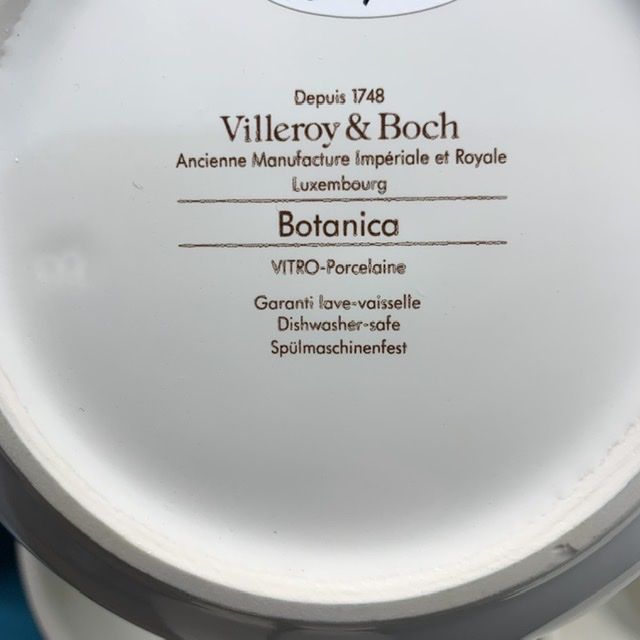 Depuis 1748
Villeroy & Boch
Ancienne Manufacture Impériale et Royale
Luxembourg
Botanica
VITRO-Porcelaine
Garanti lave-vaisselle
Dishwasher-safe
Spülmaschinenfest